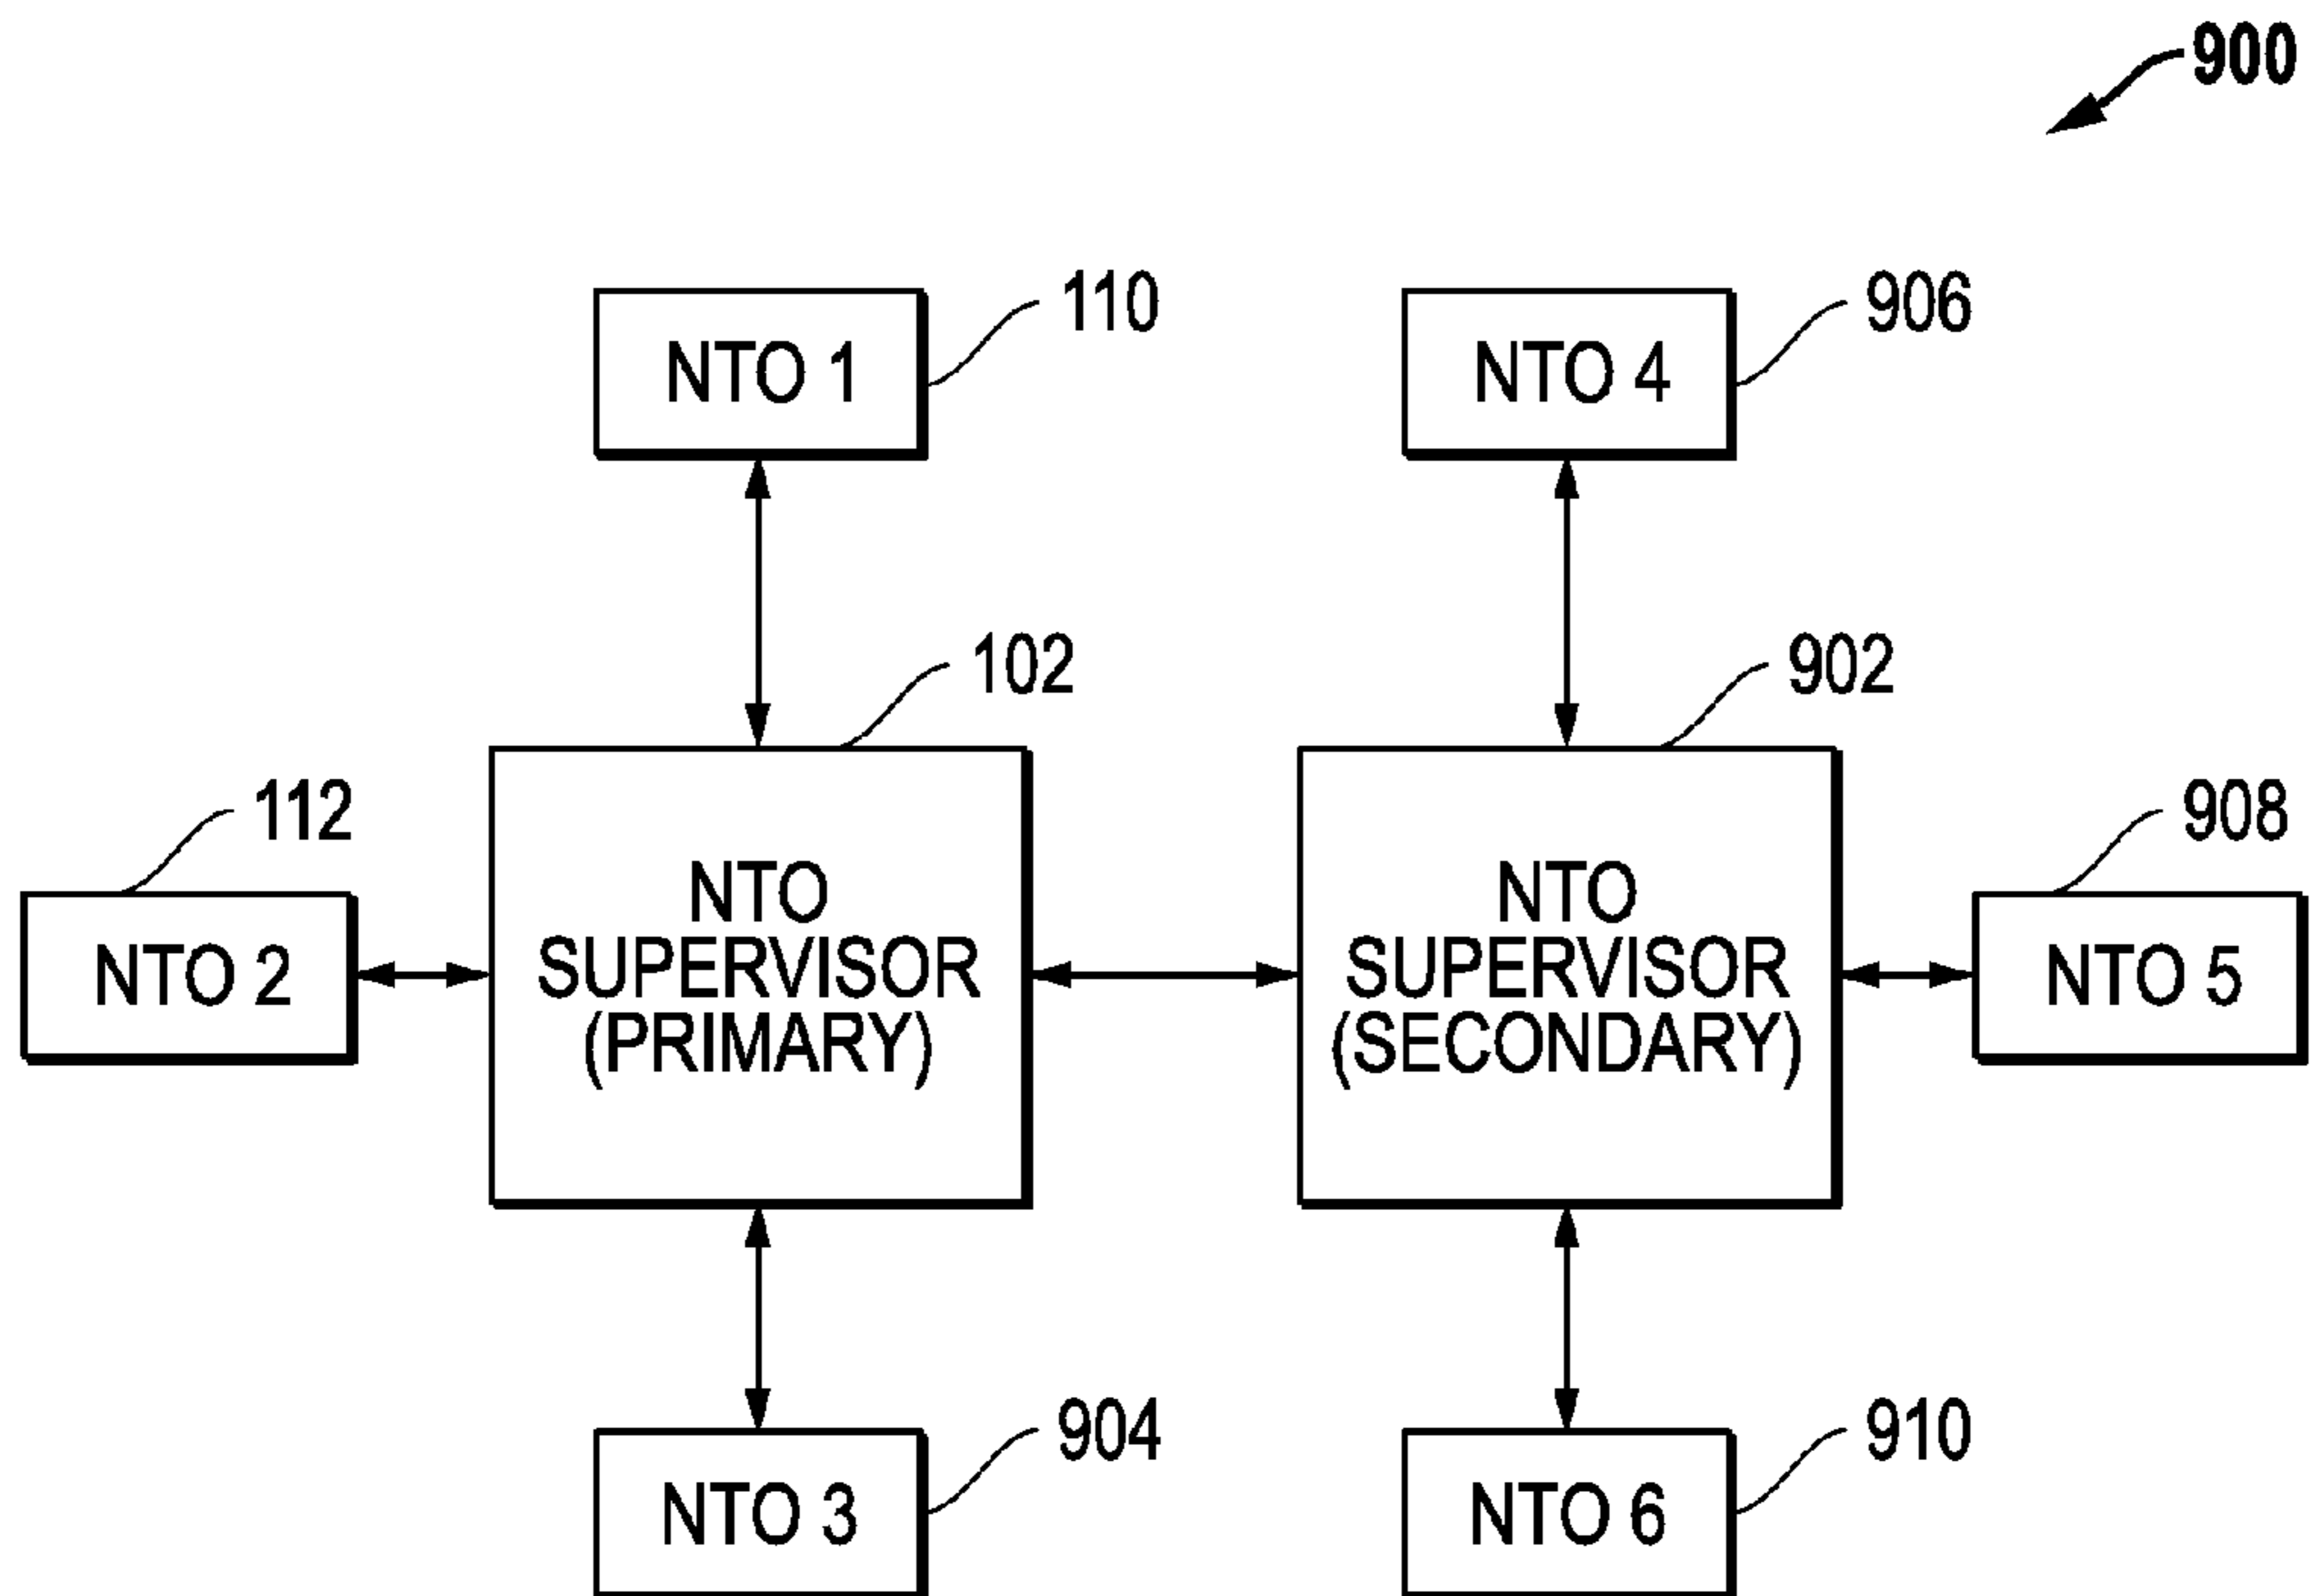 900
110
906
NTO 1
NTO 4
102
902
112
908
NTO
SUPERVISOR
(PRIMARY)
NTO
SUPERVISOR
(SECONDARY)
NTO 2
NTO 5
904
910
NTO 3
NTO 6